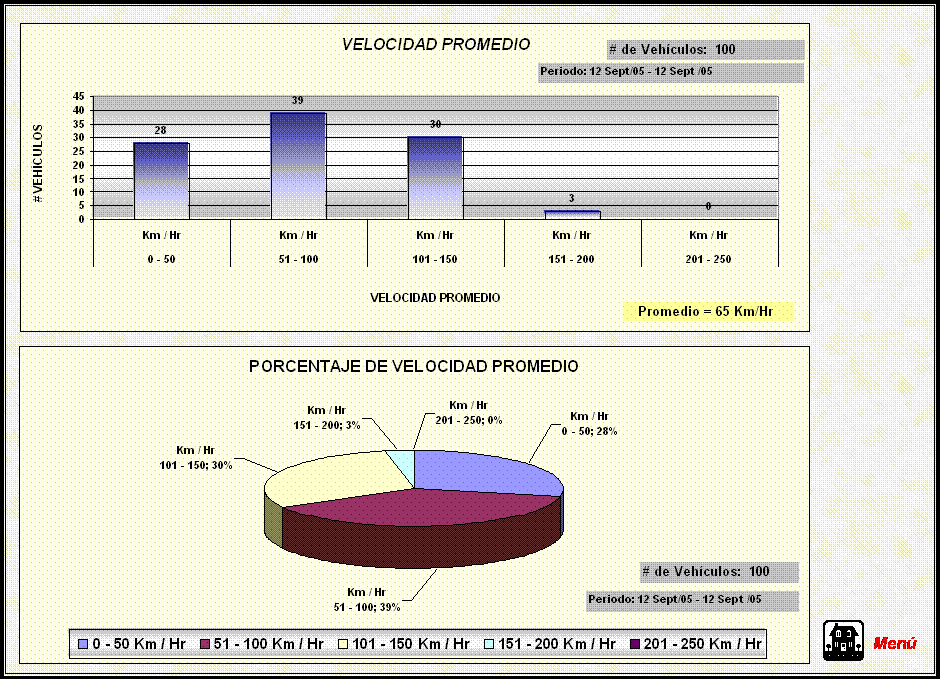 VELOCIDAD PROMEDIO
# de Vehículos: 100
Periodo: 12 Sept/05 - 12 Sept /05
# VEHÍCULOS
45
40
35
30
25
20
15
10
5
0
28
39
30
3
0
Km / Hr Km / Hr Km / Hr Km / Hr Km / Hr
0 - 50 51 - 100 101 - 150 151 - 200 201 - 250
VELOCIDAD PROMEDIO
Promedio = 65 Km/Hr
PORCENTAJE DE VELOCIDAD PROMEDIO
Km / Hr
201 - 250; 0%
Km / Hr
151 - 200; 3%
Km / Hr
0 - 50; 28%
Km / Hr
101 - 150; 30%
Km / Hr
51 - 100; 39%
# de Vehículos: 100
Periodo: 12 Sept/05 - 12 Sept /05
0 - 50 Km / Hr 51 - 100 Km / Hr 101 - 150 Km / Hr 151 - 200 Km / Hr 201 - 250 Km / Hr
Menú